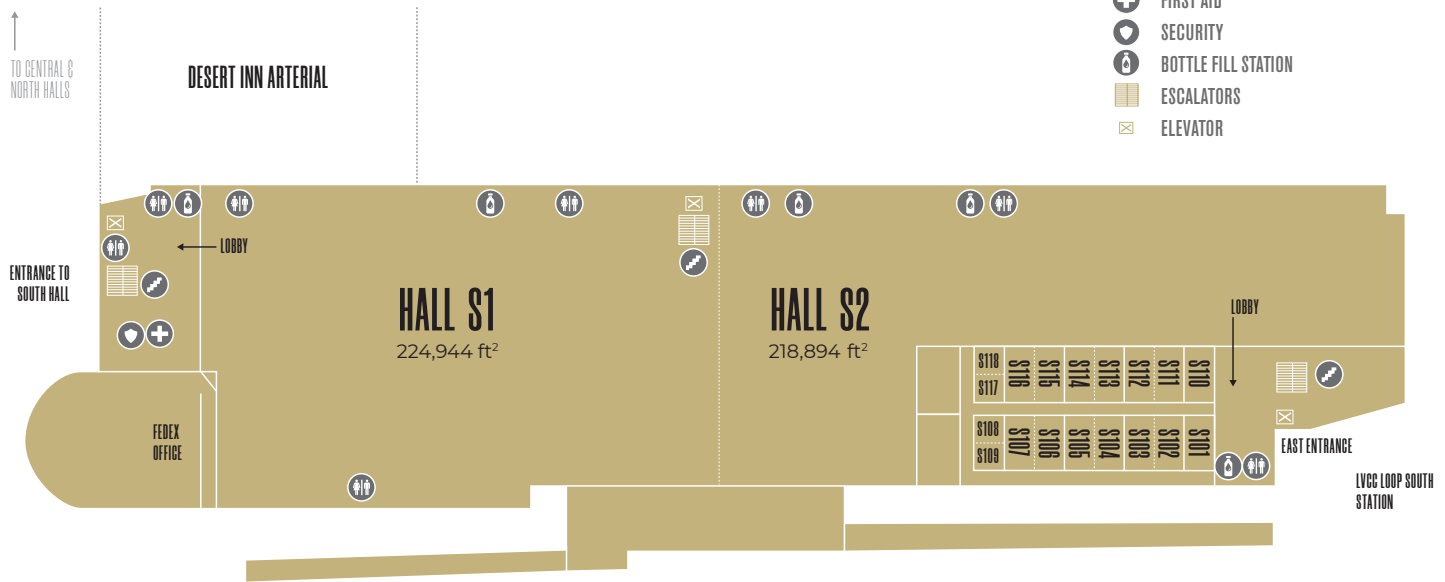 FIRST AID
SECURITY
BOTTLE FILL STATION
ESCALATORS
ELEVATOR
TO CENTRAL &
NORTH HALLS
DESERT INN ARTERIAL
LOBBY
ENTRANCE TO
SOUTH HALL
HALL S1
224,944 ft²
HALL S2
218,894 ft²
LOBBY
S118
S117
S116
S115
S114
S113
S112
S111
S110
S108
S109
S107
S106
S105
S104
S103
S102
S101
FEDEX
OFFICE
EAST ENTRANCE
LVCC LOOP SOUTH
STATION